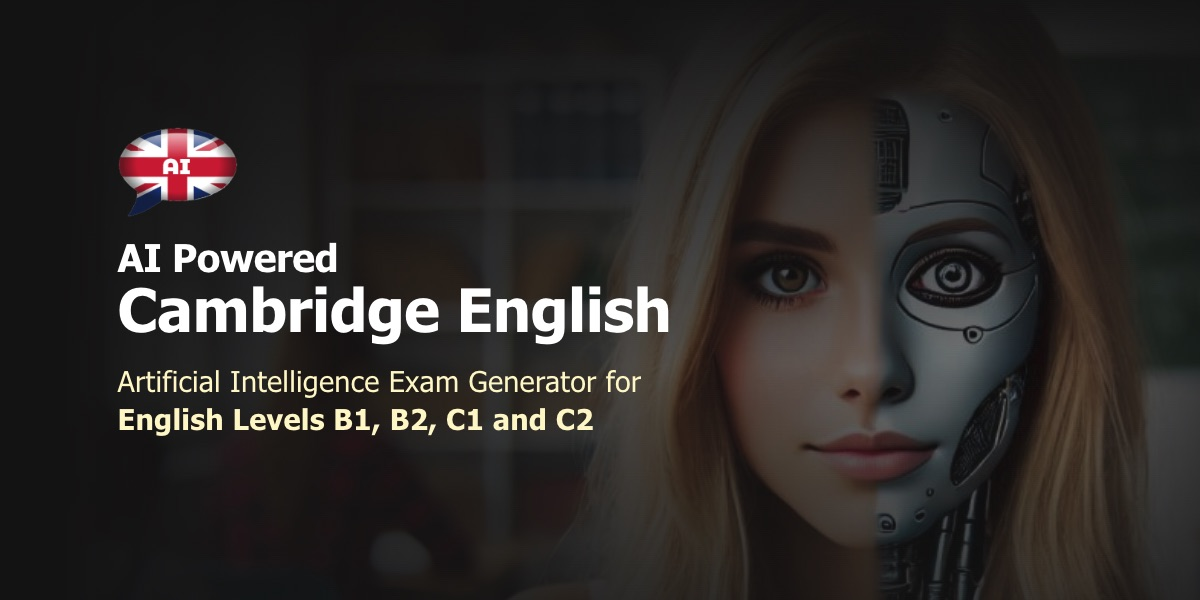 AI
AI Powered
Cambridge English
Artificial Intelligence Exam Generator for
English Levels B1, B2, C1 and C2